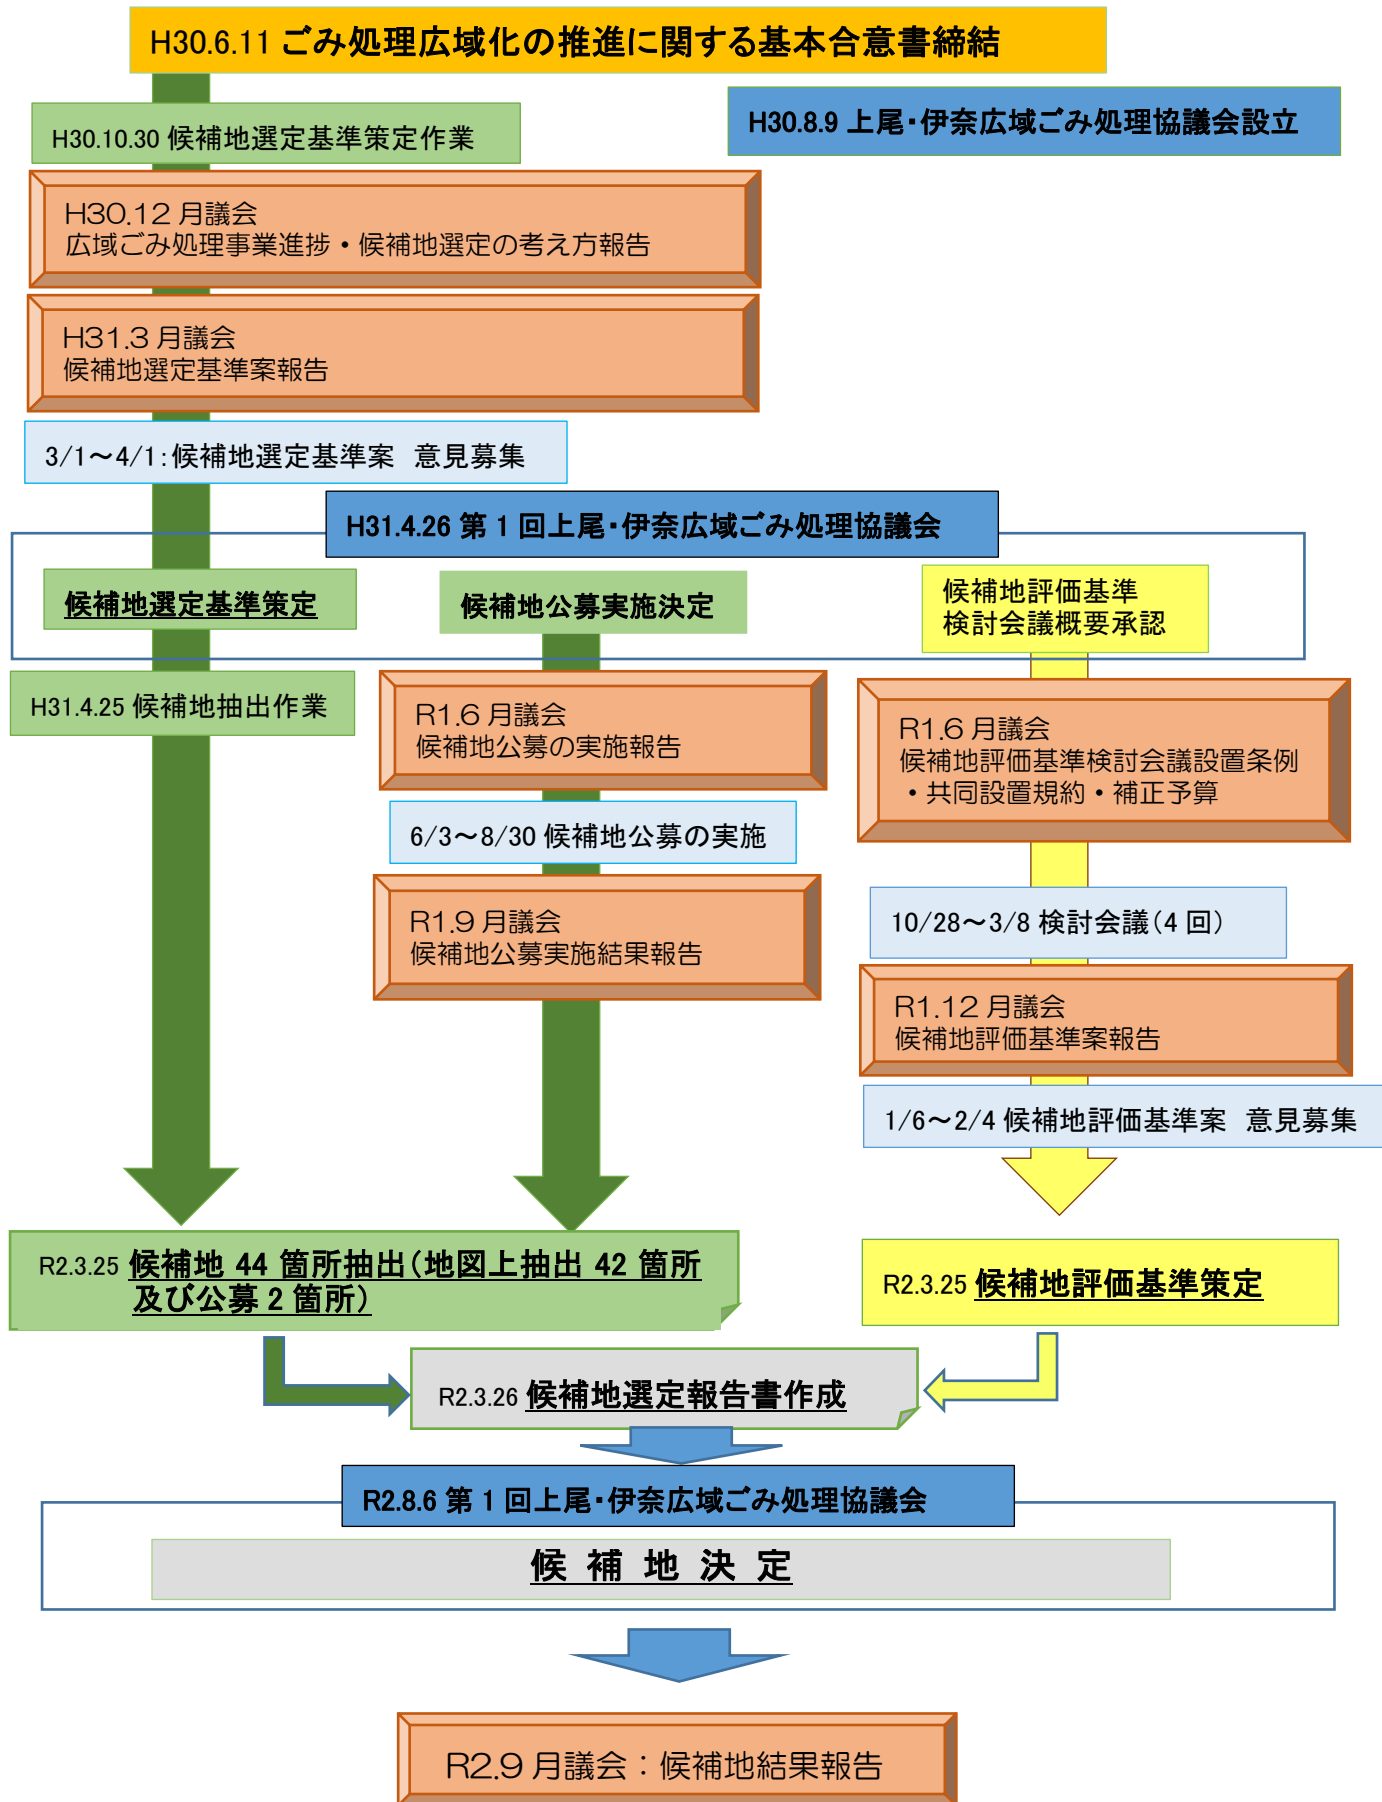 H30.6.11 ごみ処理広域化の推進に関する基本合意書締結
H30.8.9 上尾・伊奈広域ごみ処理協議会設立
H30.10.30 候補地選定基準策定作業
H30.12 月議会
広域ごみ処理事業進捗・候補地選定の考え方報告
H31.3 月議会
候補地選定基準案報告
3/1～4/1：候補地選定基準案　意見募集
H31.4.26 第 1 回上尾・伊奈広域ごみ処理協議会
候補地選定基準策定
候補地公募実施決定
候補地評価基準
検討会議概要承認
H31.4.25 候補地抽出作業
R1.6 月議会
候補地公募の実施報告
6/3～8/30 候補地公募の実施
R1.9 月議会
候補地公募実施結果報告
R1.6 月議会
候補地評価基準検討会議設置条例
・共同設置規約・補正予算
10/28～3/8 検討会議（4 回）
R1.12 月議会
候補地評価基準案報告
1/6～2/4 候補地評価基準案　意見募集
R2.3.25 候補地 44 箇所抽出（地図上抽出 42 箇所
及び公募 2 箇所）
R2.3.25 候補地評価基準策定
R2.3.26 候補地選定報告書作成
R2.8.6 第 1 回上尾・伊奈広域ごみ処理協議会
候 補 地 決 定
R2.9 月議会：候補地結果報告